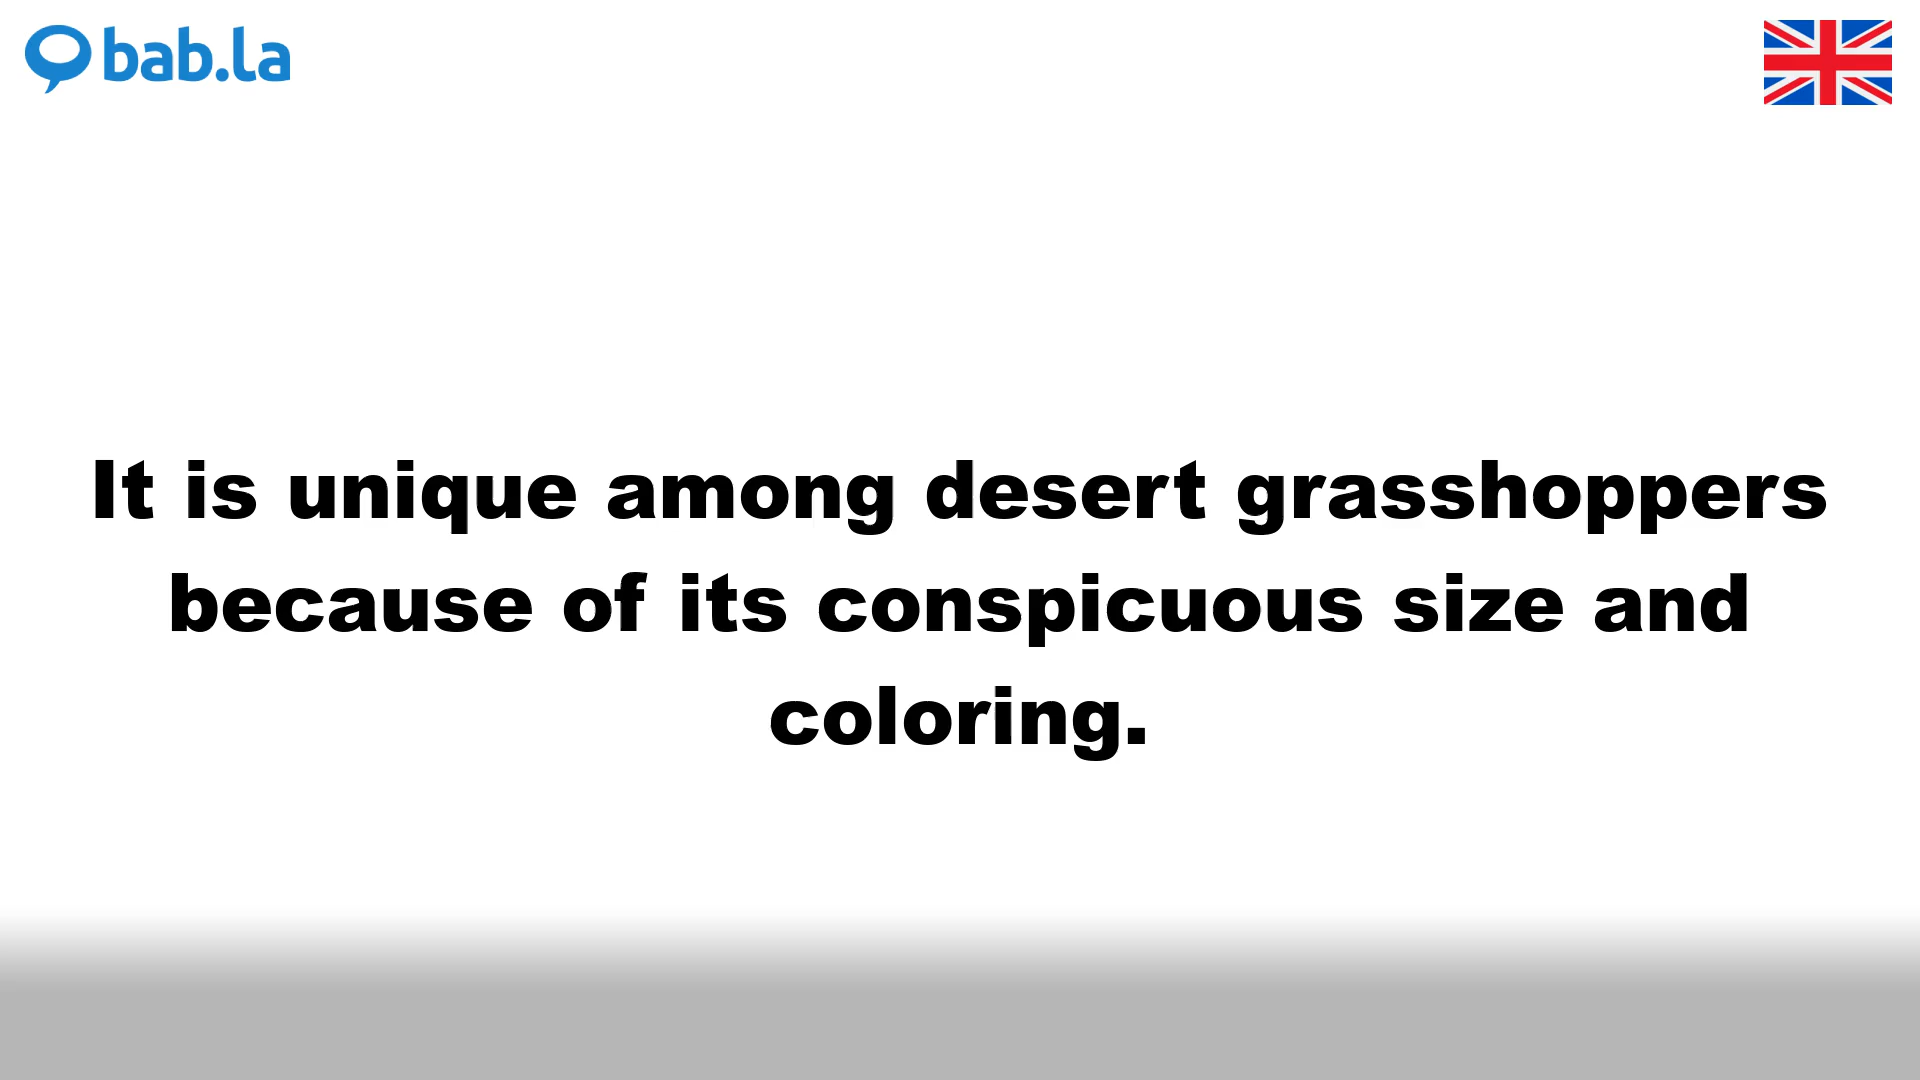 bab.la
It is unique among desert grasshoppers
because of its conspicuous size and
coloring.